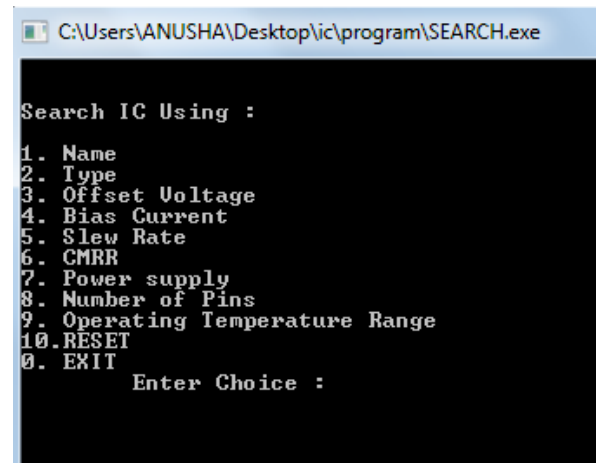 C:\Users\ANUSHA\Desktop\ic\program\SEARCH.exe
Search IC Using :
1. Name
2. Type
3. Offset Voltage
4. Bias Current
5. Slew Rate
6. CMRR
7. Power supply
8. Number of Pins
9. Operating Temperature Range
10.RESET
0. EXIT
Enter Choice :